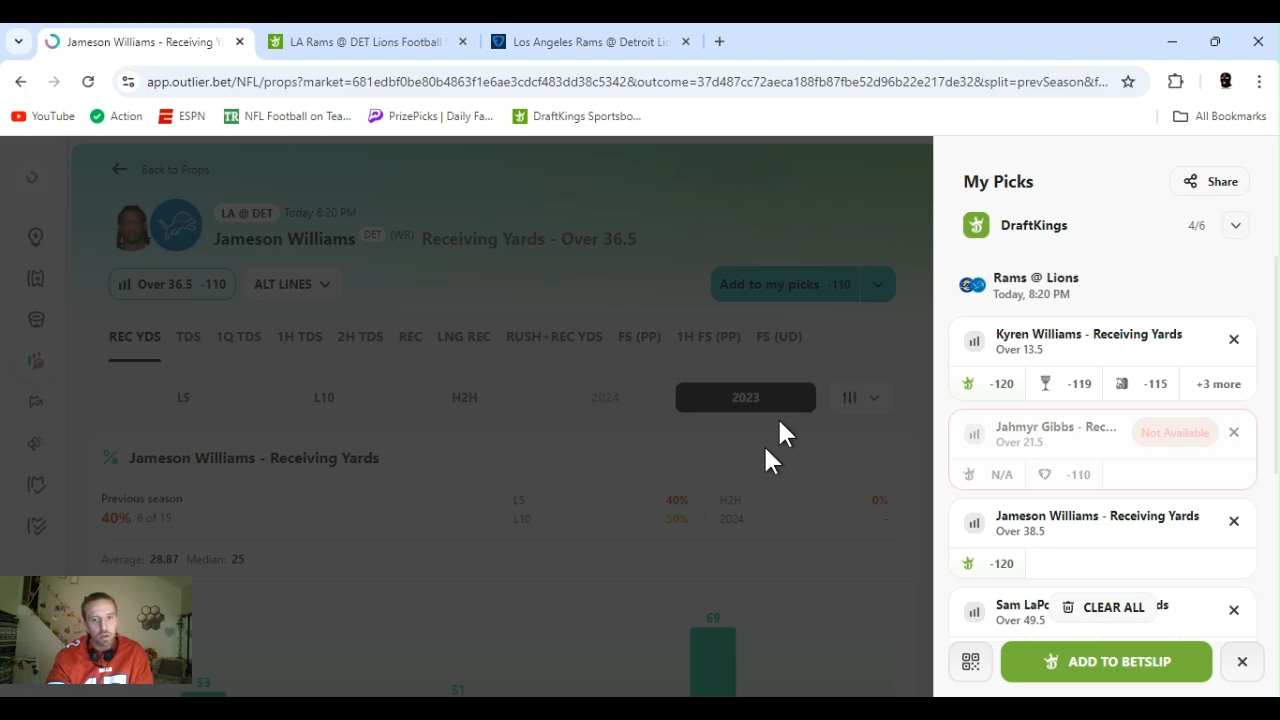 Jameson Williams - Receiving Y
LA Rams @ DET Lions Football
Los Angeles Rams @ Detroit Li
app.outlier.bet/NFL/props?market=681edbf0be80b4863f1e6ae3cdcf483dd38c5342&outcome=37d487cc72aeca188fb87fbe52d96b22e217de32&split=prevSeason&f...
YouTube
Action
ESPN
NFL Football on Tea...
PrizePicks | Daily Fa...
DraftKings Sportsbo...
All Bookmarks
Back to Props
LA @ DET Today 8:20 PM
Jameson Williams DET (WR) Receiving Yards - Over 36.5
Over 36.5 -110
ALT LINES
Add to my picks -110
REC YDS TDS 1Q TDS 1H TDS 2H TDS REC LNG REC RUSH+REC YDS FS (PP) 1H FS (PP) FS (UD)
L5 L10 H2H 2024 2023
% Jameson Williams - Receiving Yards
Previous season
40% 6 of 15
L5 40% H2H 0%
L10 50% 2024 -
Average: 28.87 Median: 25
69
53
51
My Picks
Share
DraftKings
4/6
Rams @ Lions
Today, 8:20 PM
Kyren Williams - Receiving Yards
Over 13.5
-120 -119 -115 +3 more
Jahmyr Gibbs - Rec... Not Available
Over 21.5
N/A -110
Jameson Williams - Receiving Yards
Over 38.5
-120
Sam LaPo ds
Over 49.5
CLEAR ALL
ADD TO BETSLIP